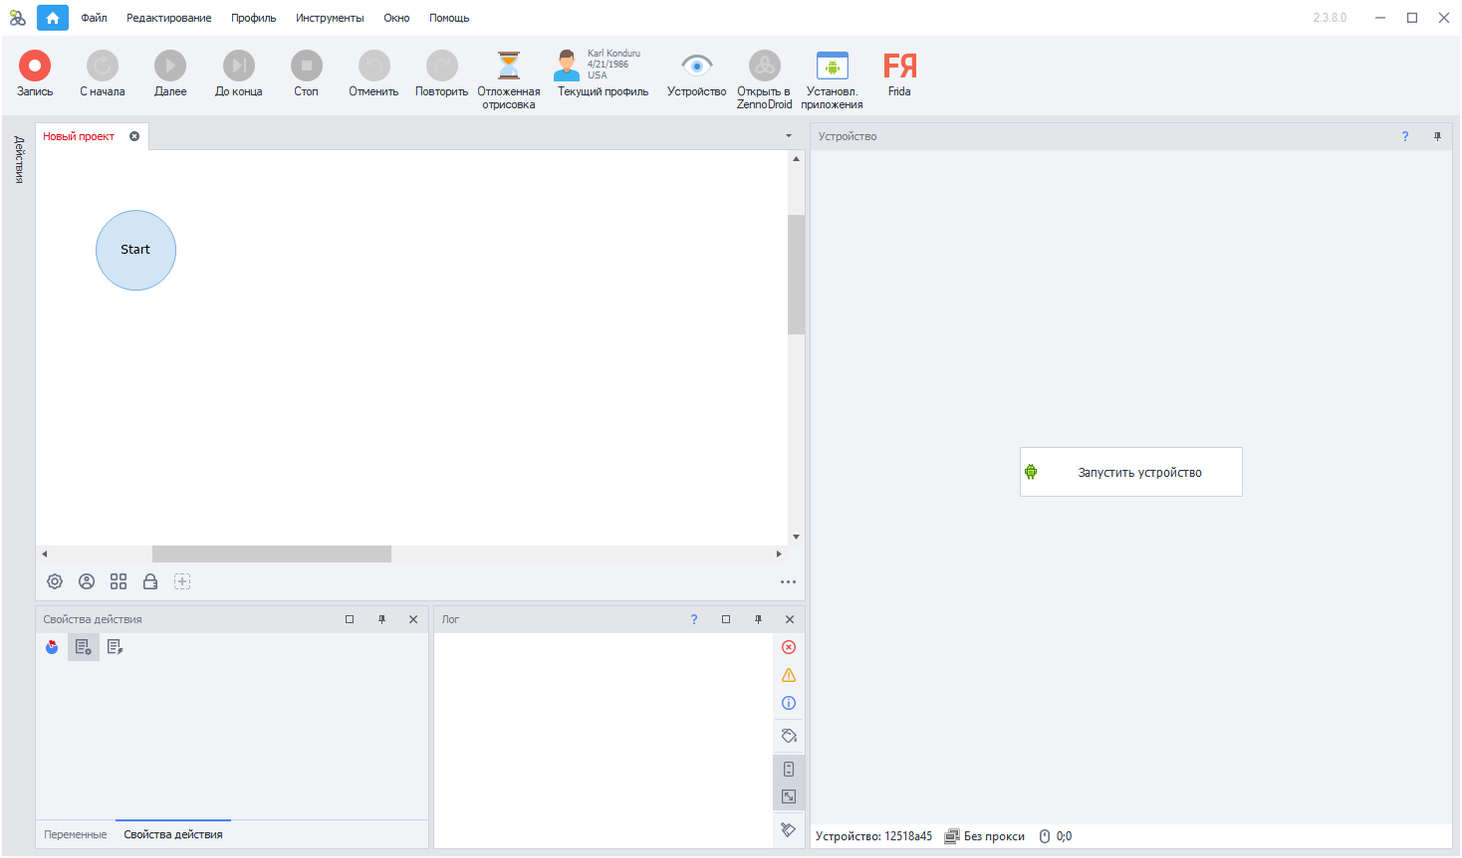 Файл Редактирование Профиль Инструменты Окно Помощь 2.3.8.0
Karl Konduru
4/21/1986
USA
Запись С начала Далее До конца Стоп Отменить Повторить Отложенная отрисовка Текущий профиль Устройство Открыть в ZennoDroid Установл. приложения FЯ Frida
Действия
Новый проект
Устройство ?
Start
Запустить устройство
Свойства действия
Лог ?
Переменные Свойства действия
Устройство: 12518a45 Без прокси 0;0